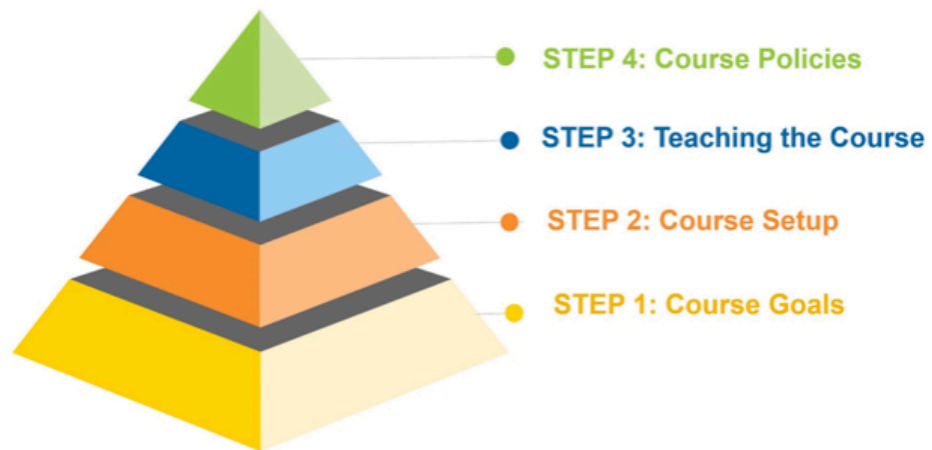 STEP 4: Course Policies
STEP 3: Teaching the Course
STEP 2: Course Setup
STEP 1: Course Goals